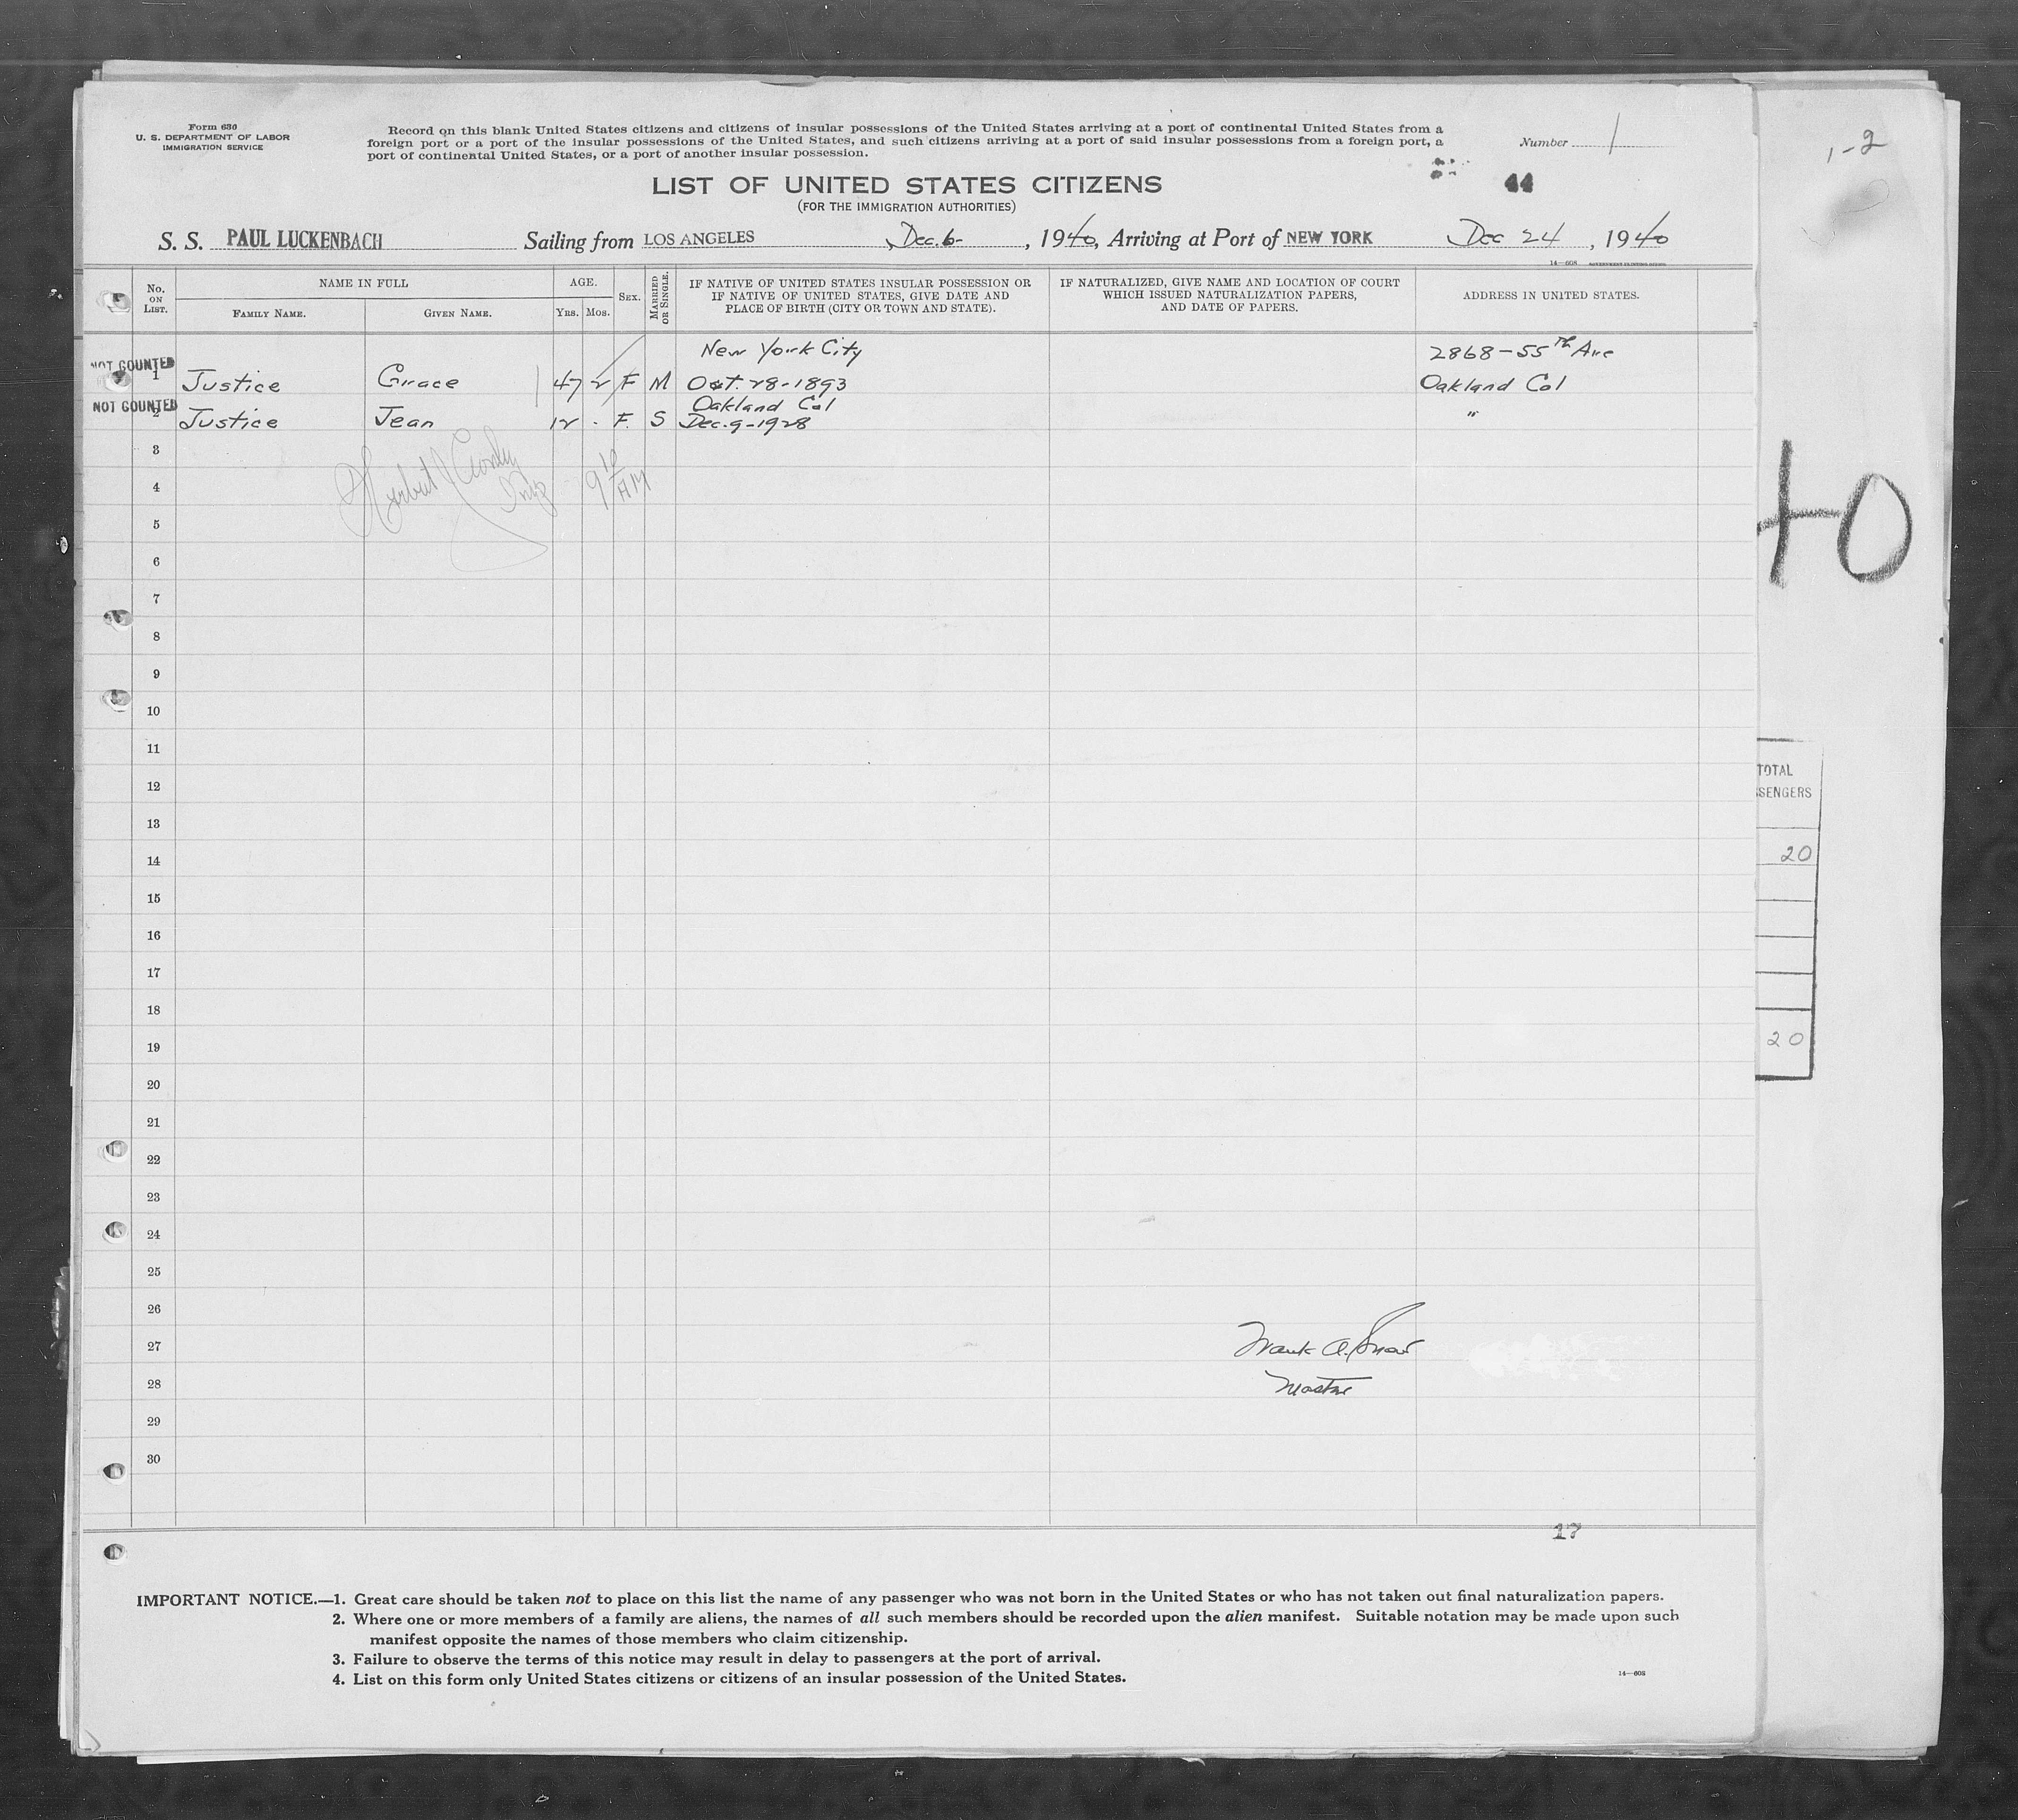 Form 630
U. S. DEPARTMENT OF LABOR
IMMIGRATION SERVICE
Record on this blank United States citizens and citizens of insular possessions of the United States arriving at a port of continental United States from a
foreign port or a port of the insular possessions of the United States, and such citizens arriving at a port of said insular possessions from a foreign port, a
port of continental United States, or a port of another insular possession.
Number 1
1-2
44
LIST OF UNITED STATES CITIZENS
(FOR THE IMMIGRATION AUTHORITIES)
S. S. PAUL LUCKENBACH Sailing from LOS ANGELES Dec. 6-, 1940, Arriving at Port of NEW YORK Dec 24, 1940
14—608 GOVERNMENT PRINTING OFFICE
No. ON LIST. NAME IN FULL FAMILY NAME. GIVEN NAME. AGE. YRS. MOS. SEX. MARRIED OR SINGLE. IF NATIVE OF UNITED STATES INSULAR POSSESSION OR IF NATIVE OF UNITED STATES, GIVE DATE AND PLACE OF BIRTH (CITY OR TOWN AND STATE). IF NATURALIZED, GIVE NAME AND LOCATION OF COURT WHICH ISSUED NATURALIZATION PAPERS, AND DATE OF PAPERS. ADDRESS IN UNITED STATES.
New York City 2868-55th Ave
NOT COUNTED
1 Justice Grace 47 2 F M Oct. 28-1893 Oakland Cal
Oakland Cal
NOT COUNTED 2 Justice Jean 12 - F. S Dec. 9-1928 "
3
4
9 10 AM
5
40
6
7
8
9
10
11
12
TOTAL
SENGERS
13
14
20
15
16
17
18
19
20
20
21
22
23
24
25
26
27 Frank A.
28 Master
29
30
17
IMPORTANT NOTICE.—1. Great care should be taken not to place on this list the name of any passenger who was not born in the United States or who has not taken out final naturalization papers.
2. Where one or more members of a family are aliens, the names of all such members should be recorded upon the alien manifest. Suitable notation may be made upon such
manifest opposite the names of those members who claim citizenship.
3. Failure to observe the terms of this notice may result in delay to passengers at the port of arrival.
4. List on this form only United States citizens or citizens of an insular possession of the United States.
14—608